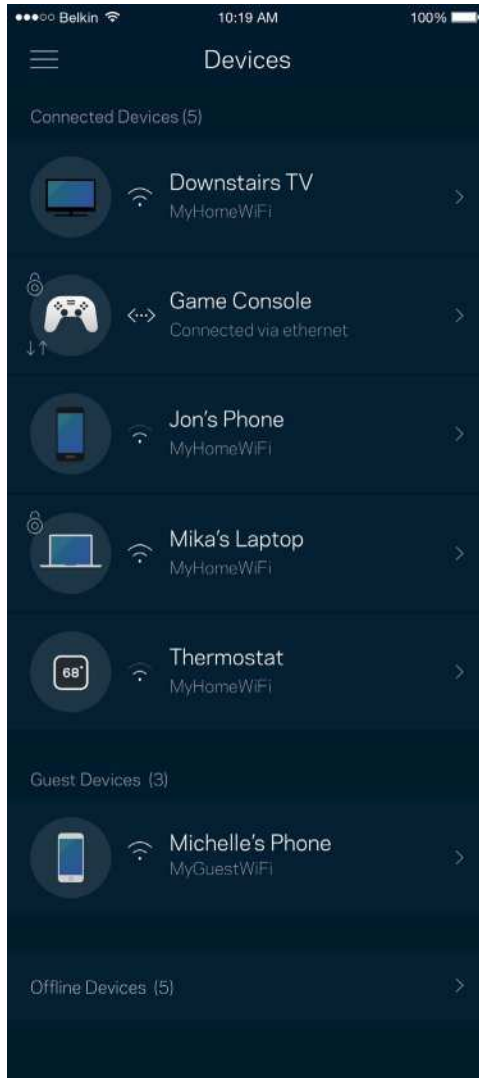 Belkin 10:19 AM 100%
Devices
Connected Devices (5)
Downstairs TV
MyHomeWiFi
Game Console
Connected via ethernet
Jon's Phone
MyHomeWiFi
Mika's Laptop
MyHomeWiFi
68°
Thermostat
MyHomeWiFi
Guest Devices (3)
Michelle's Phone
MyGuestWiFi
Offline Devices (5)